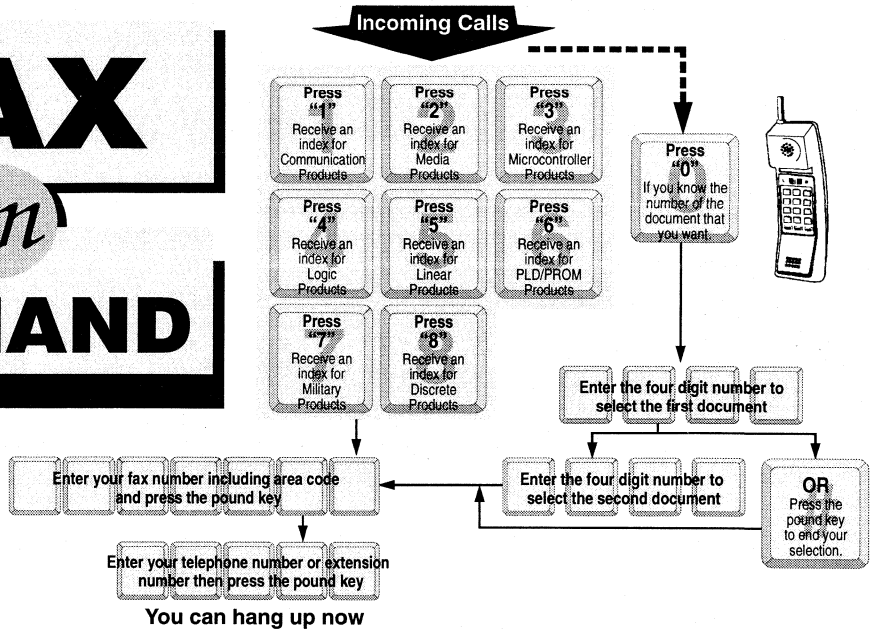 Incoming Calls
AX
n
AND
Press
"1"
Receive an
index for
Communication
Products
Press
"2"
Receive an
index for
Media
Products
Press
"3"
Receive an
index for
Microcontroller
Products
Press
"0"
If you know the
number of the
document that
you want.
Press
"4"
Receive an
index for
Logic
Products
Press
"5"
Receive an
index for
Linear
Products
Press
"6"
Receive an
index for
PLD/PROM
Products
Press
"7"
Receive an
index for
Military
Products
Press
"8"
Receive an
index for
Discrete
Products
Enter the four digit number to
select the first document
Enter your fax number including area code
and press the pound key
Enter the four digit number to
select the second document
OR
Press the
pound key
to end your
selection.
Enter your telephone number or extension
number then press the pound key
You can hang up now